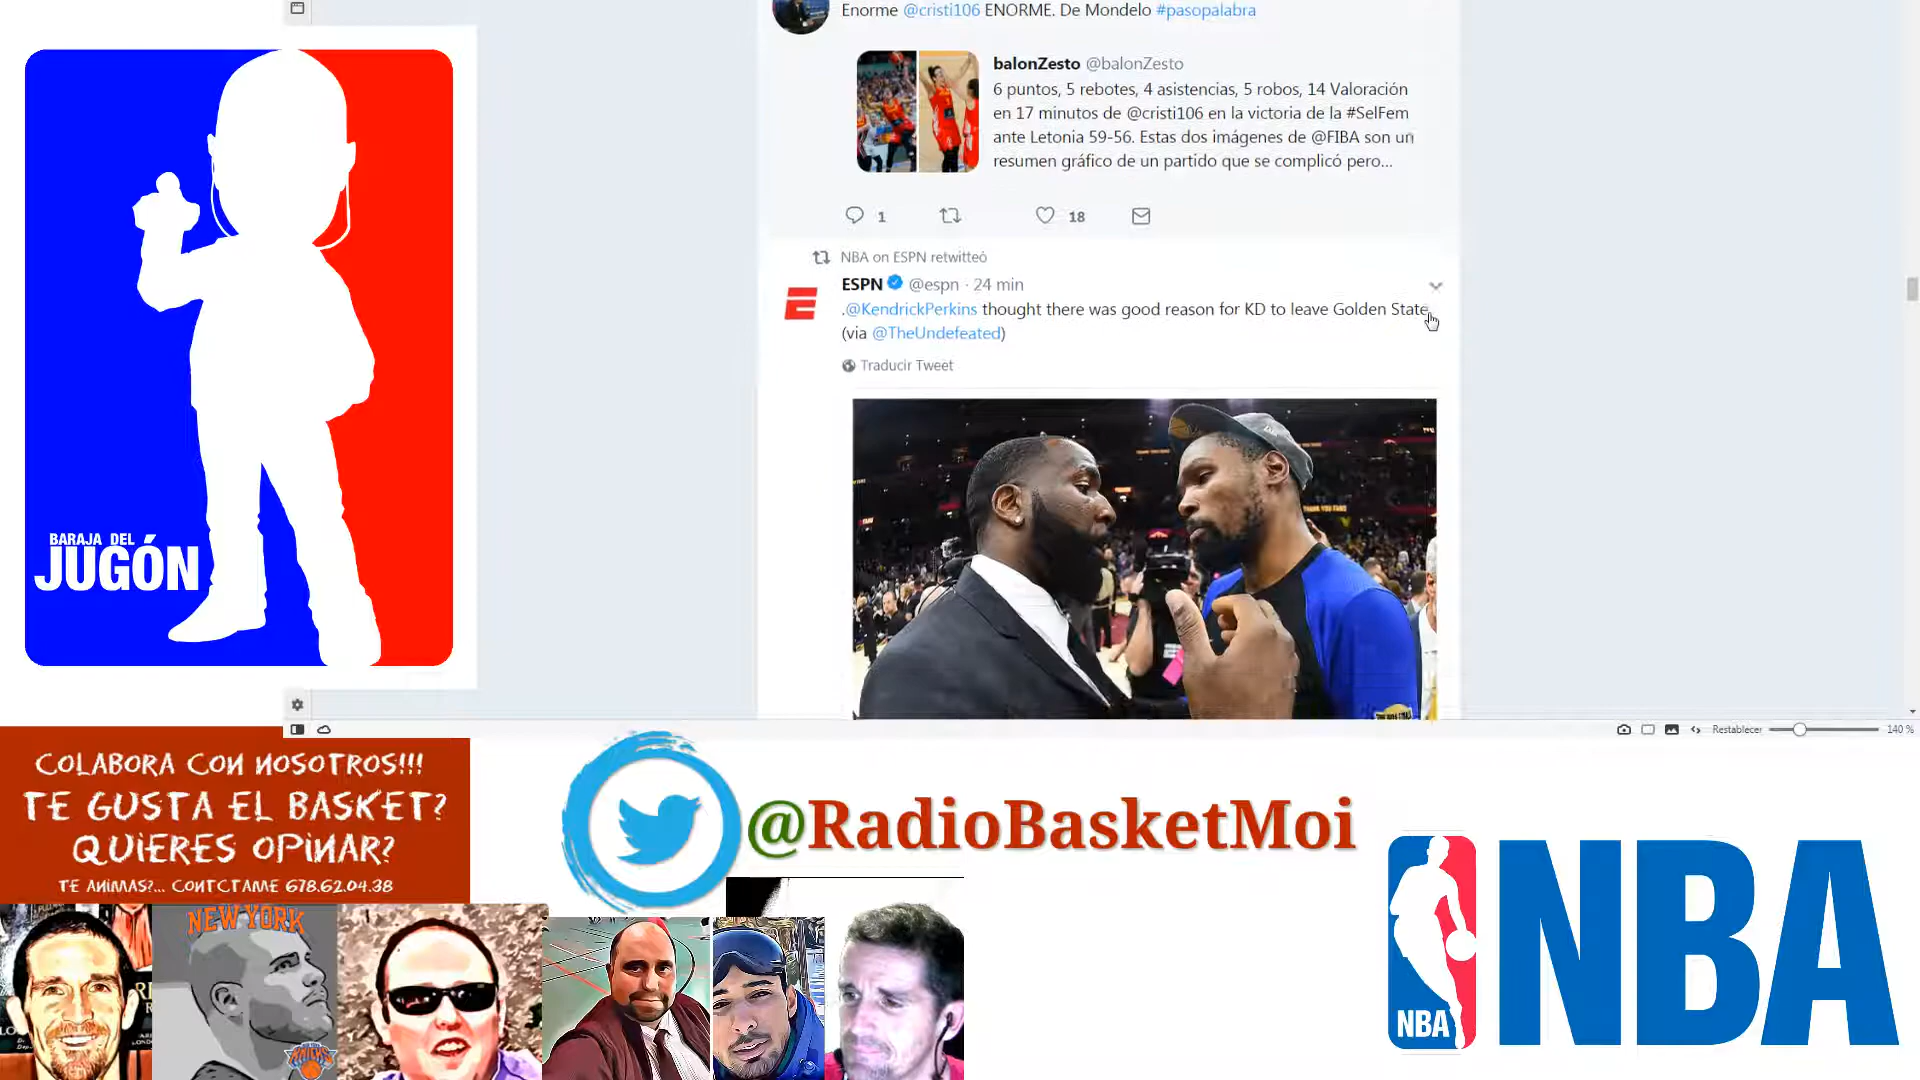 Enorme @cristi106 ENORME. De Mondelo #pasopalabra
balonZesto @balonZesto
6 puntos, 5 rebotes, 4 asistencias, 5 robos, 14 Valoración
en 17 minutos de @cristi106 en la victoria de la #SelFem
ante Letonia 59-56. Estas dos imágenes de @FIBA son un
resumen gráfico de un partido que se complicó pero...
1
18
NBA on ESPN retwitteó
ESPN @espn · 24 min
.@KendrickPerkins thought there was good reason for KD to leave Golden State
(via @TheUndefeated)
Traducir Tweet
BARAJA DEL
JUGÓN
Restablecer
140 %
COLABORA CON NOSOTROS!!!
TE GUSTA EL BASKET?
QUIERES OPINAR?
TE ANIMAS?... CONTCTAME 678.62.04.38
@RadioBasketMoi
NEW YORK
KNICKS
NBA
NBA